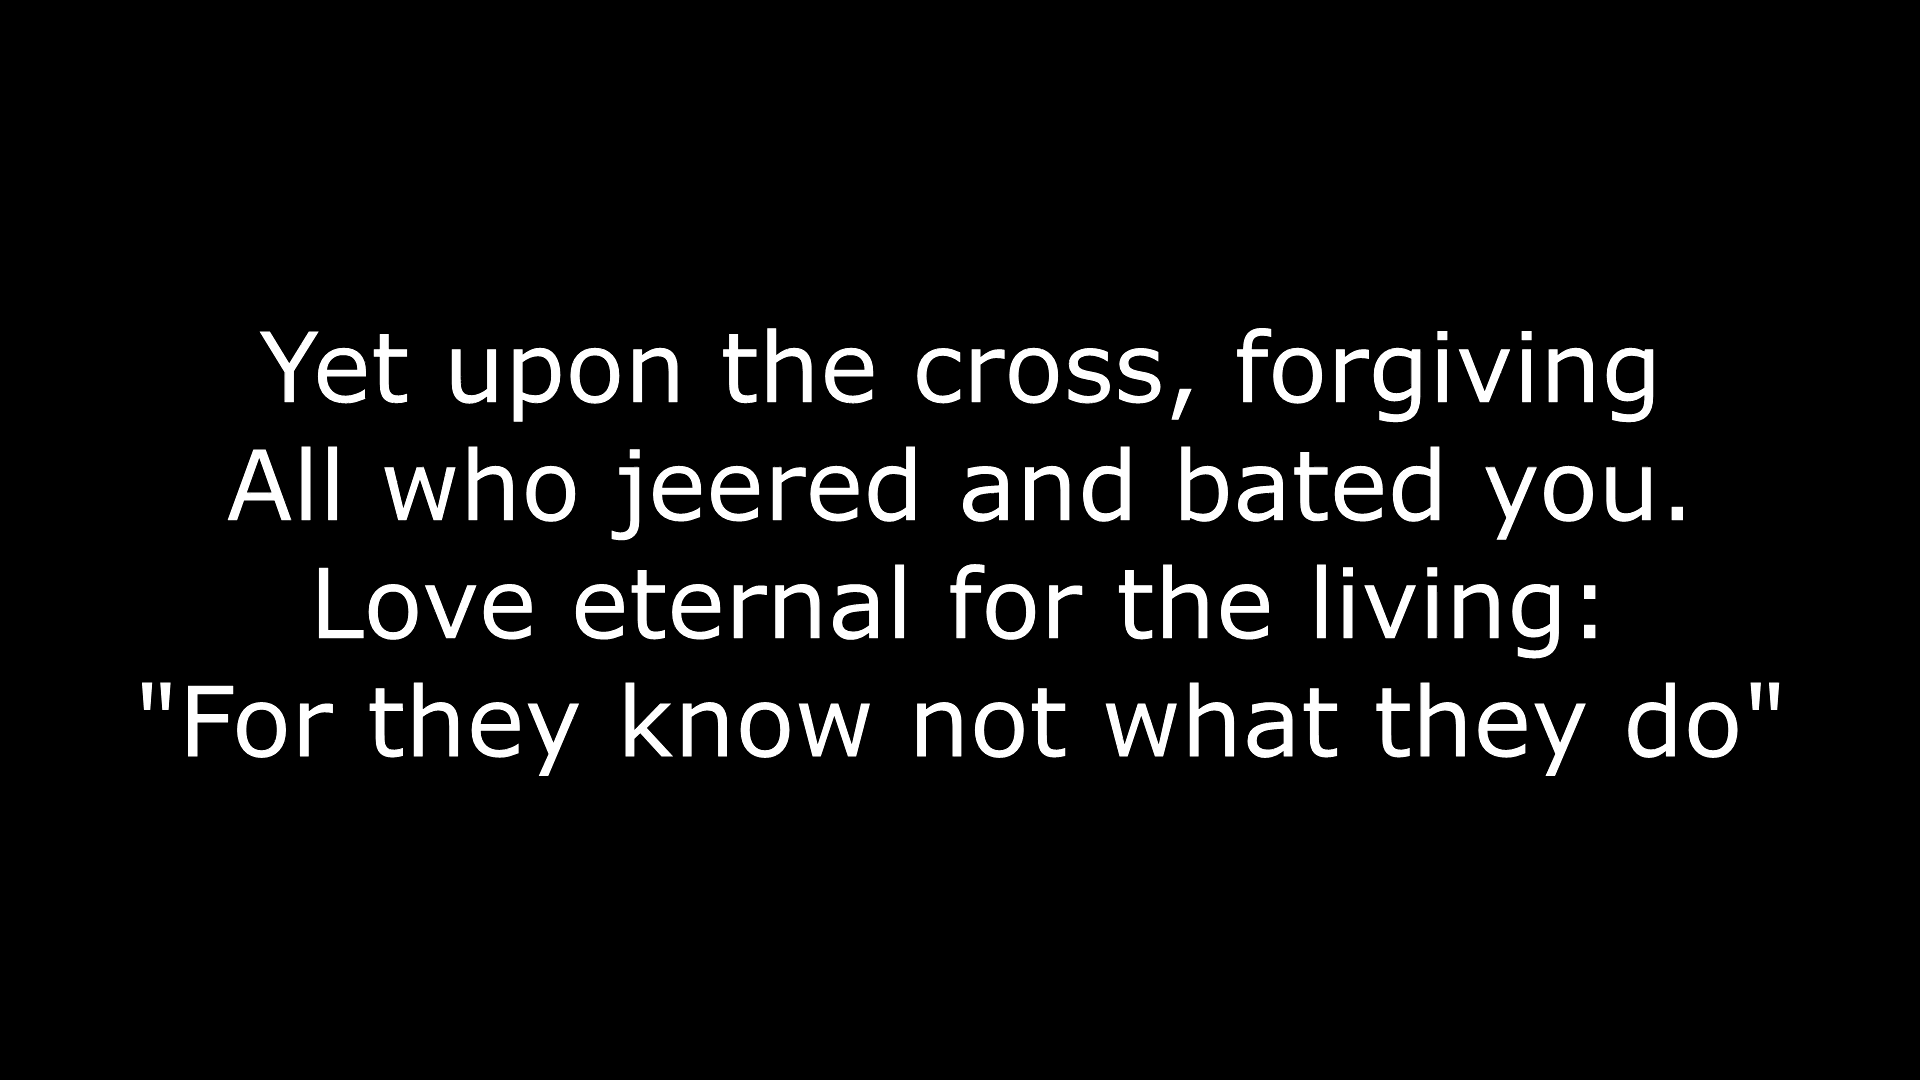 Yet upon the cross, forgiving
All who jeered and bated you.
Love eternal for the living:
"For they know not what they do"